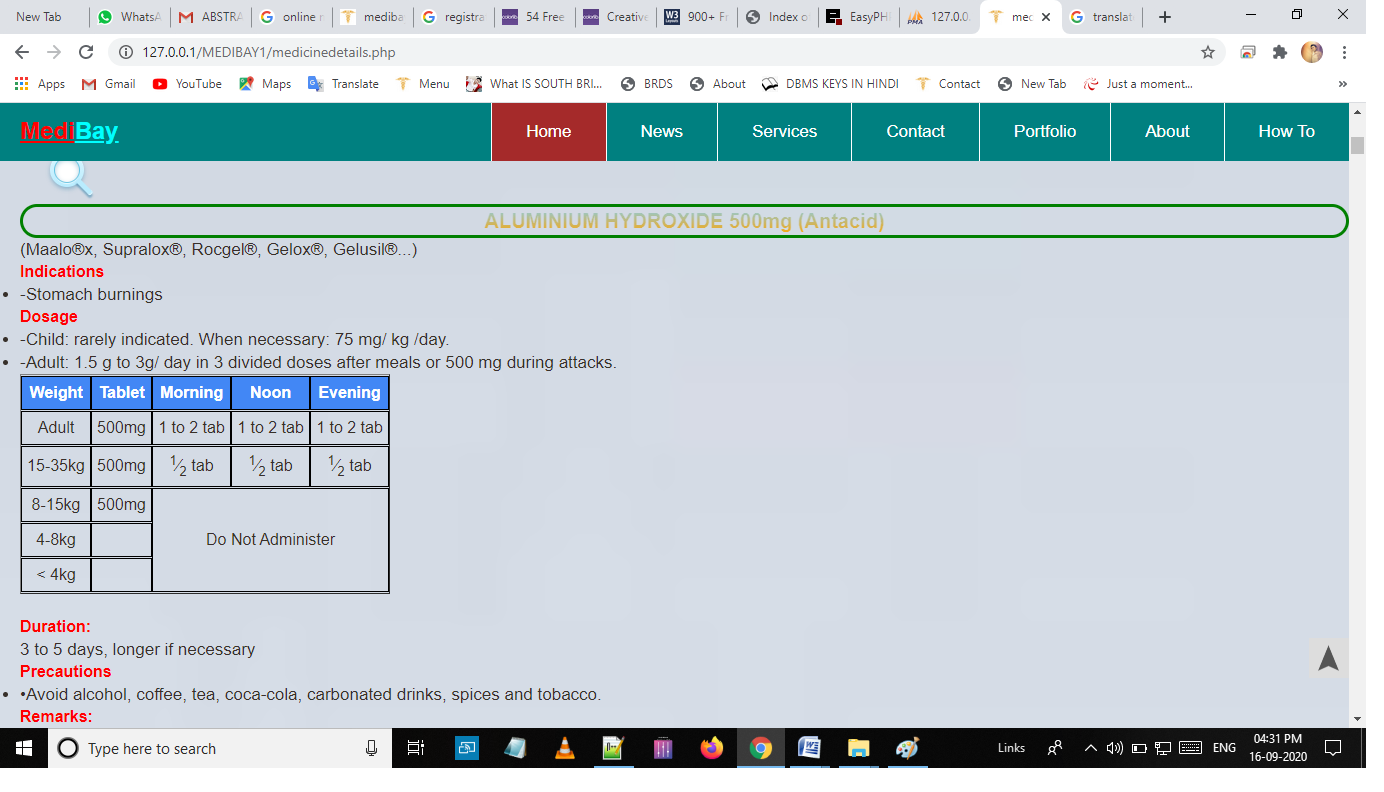 New Tab WhatsA ABSTRA online r mediba registra 54 Free Creative 900+ Fr Index o EasyPHI 127.0.0. med translat
127.0.0.1/MEDIBAY1/medicinedetails.php
Apps Gmail YouTube Maps Translate Menu What IS SOUTH BRI... BRDS About DBMS KEYS IN HINDI Contact New Tab Just a moment... »
MediBay Home News Services Contact Portfolio About How To
ALUMINIUM HYDROXIDE 500mg (Antacid)
(Maalo®x, Supralox®, Rocgel®, Gelox®, Gelusil®...)
Indications
• -Stomach burnings
Dosage
• -Child: rarely indicated. When necessary: 75 mg/ kg /day.
• -Adult: 1.5 g to 3g/ day in 3 divided doses after meals or 500 mg during attacks.
Weight Tablet Morning Noon Evening
Adult 500mg 1 to 2 tab 1 to 2 tab 1 to 2 tab
15-35kg 500mg ½ tab ½ tab ½ tab
8-15kg 500mg
4-8kg Do Not Administer
< 4kg
Duration:
3 to 5 days, longer if necessary
Precautions
• •Avoid alcohol, coffee, tea, coca-cola, carbonated drinks, spices and tobacco.
Remarks:
Type here to search Links ENG 04:31 PM
16-09-2020